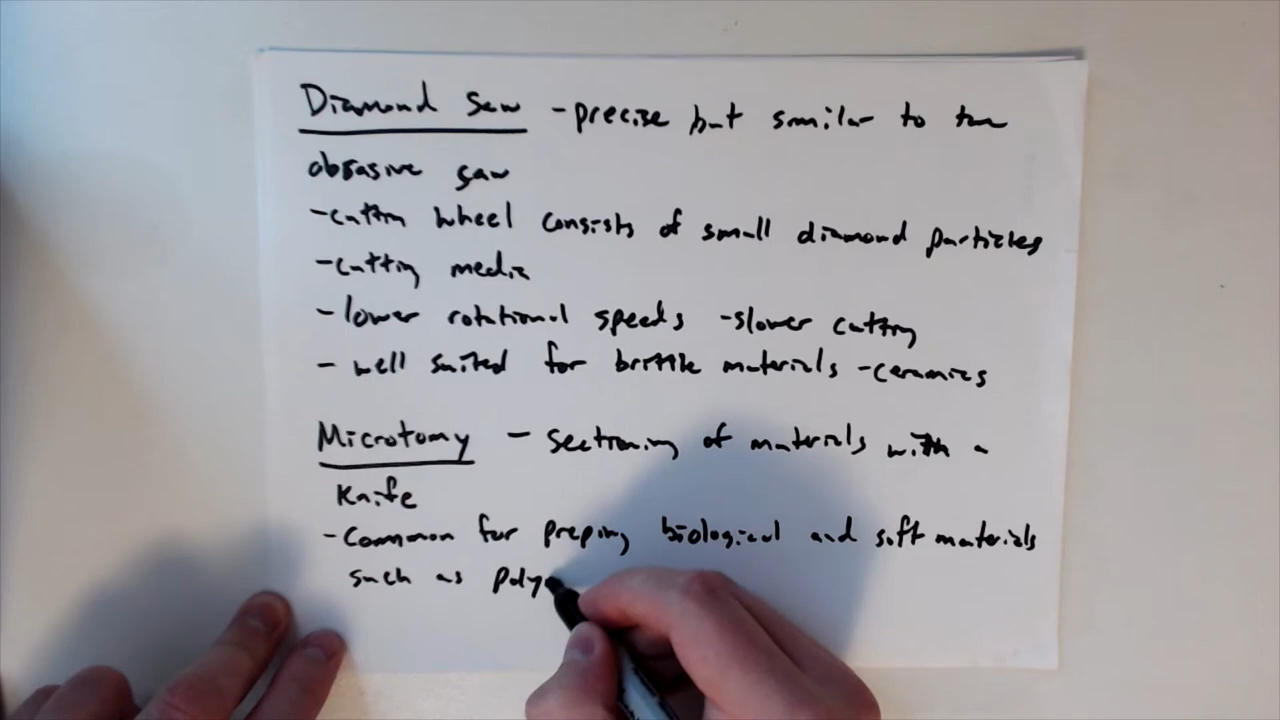 Diamond Saw - precise but similar to the
abrasive saw
- cutting wheel consists of small diamond particles
- cutting media
- lower rotational speeds - slower cutting
- well suited for brittle materials - ceramics
Microtomy - sectioning of materials with a
Knife
- Common for preping biological and soft materials
such as poly